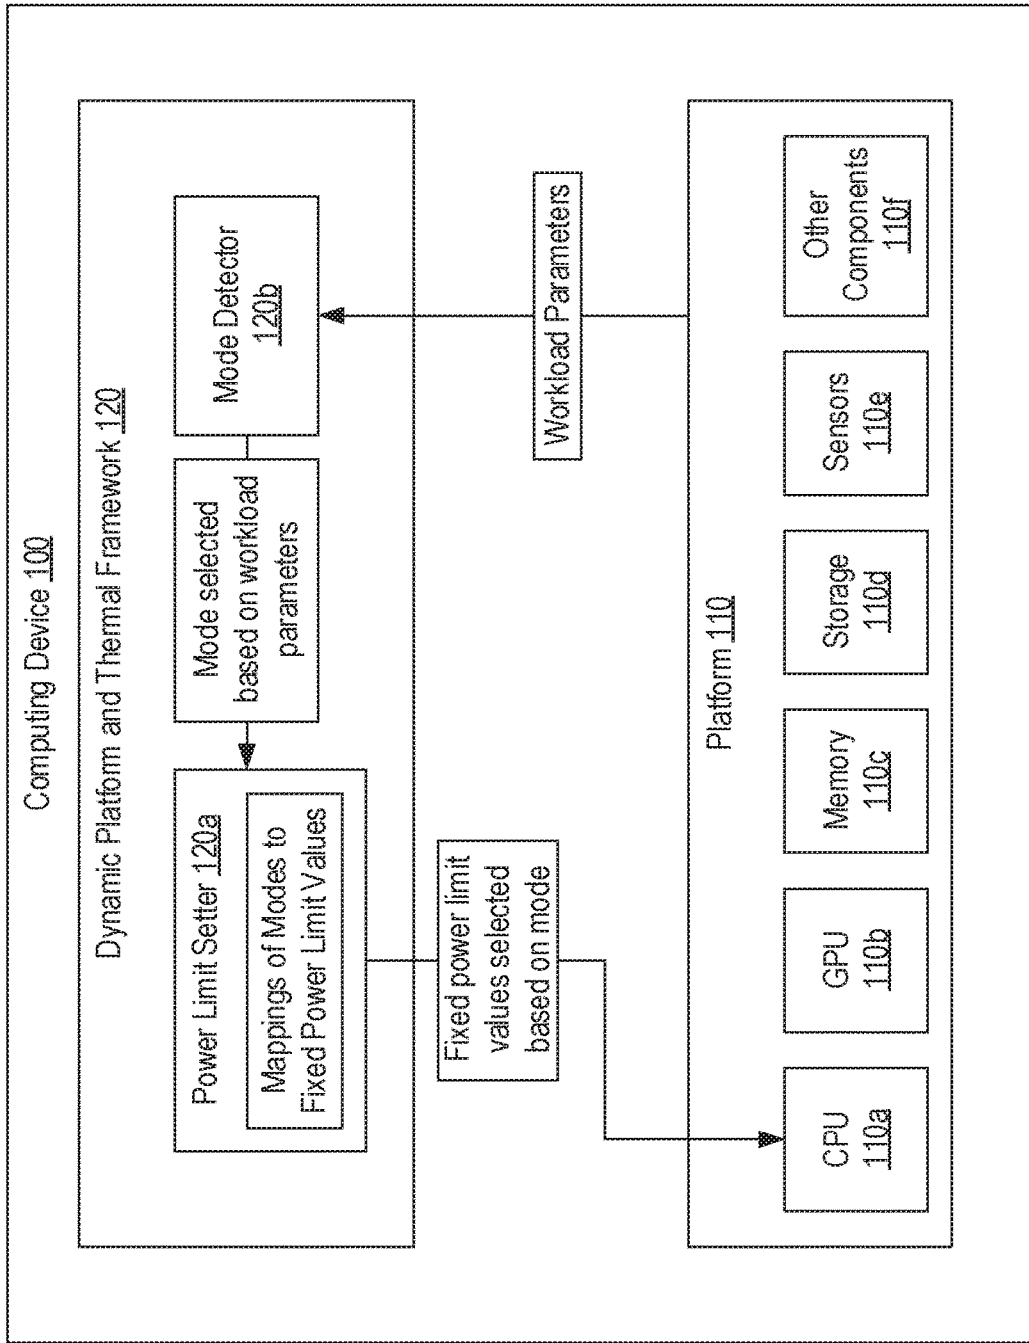 Computing Device 100
Dynamic Platform and Thermal Framework 120
Power Limit Setter 120a
Mappings of Modes to
Fixed Power Limit Values
Mode selected
based on workload
parameters
Mode Detector
120b
Fixed power limit
values selected
based on mode
Workload Parameters
Platform 110
CPU
110a
GPU
110b
Memory
110c
Storage
110d
Sensors
110e
Other
Components
110f